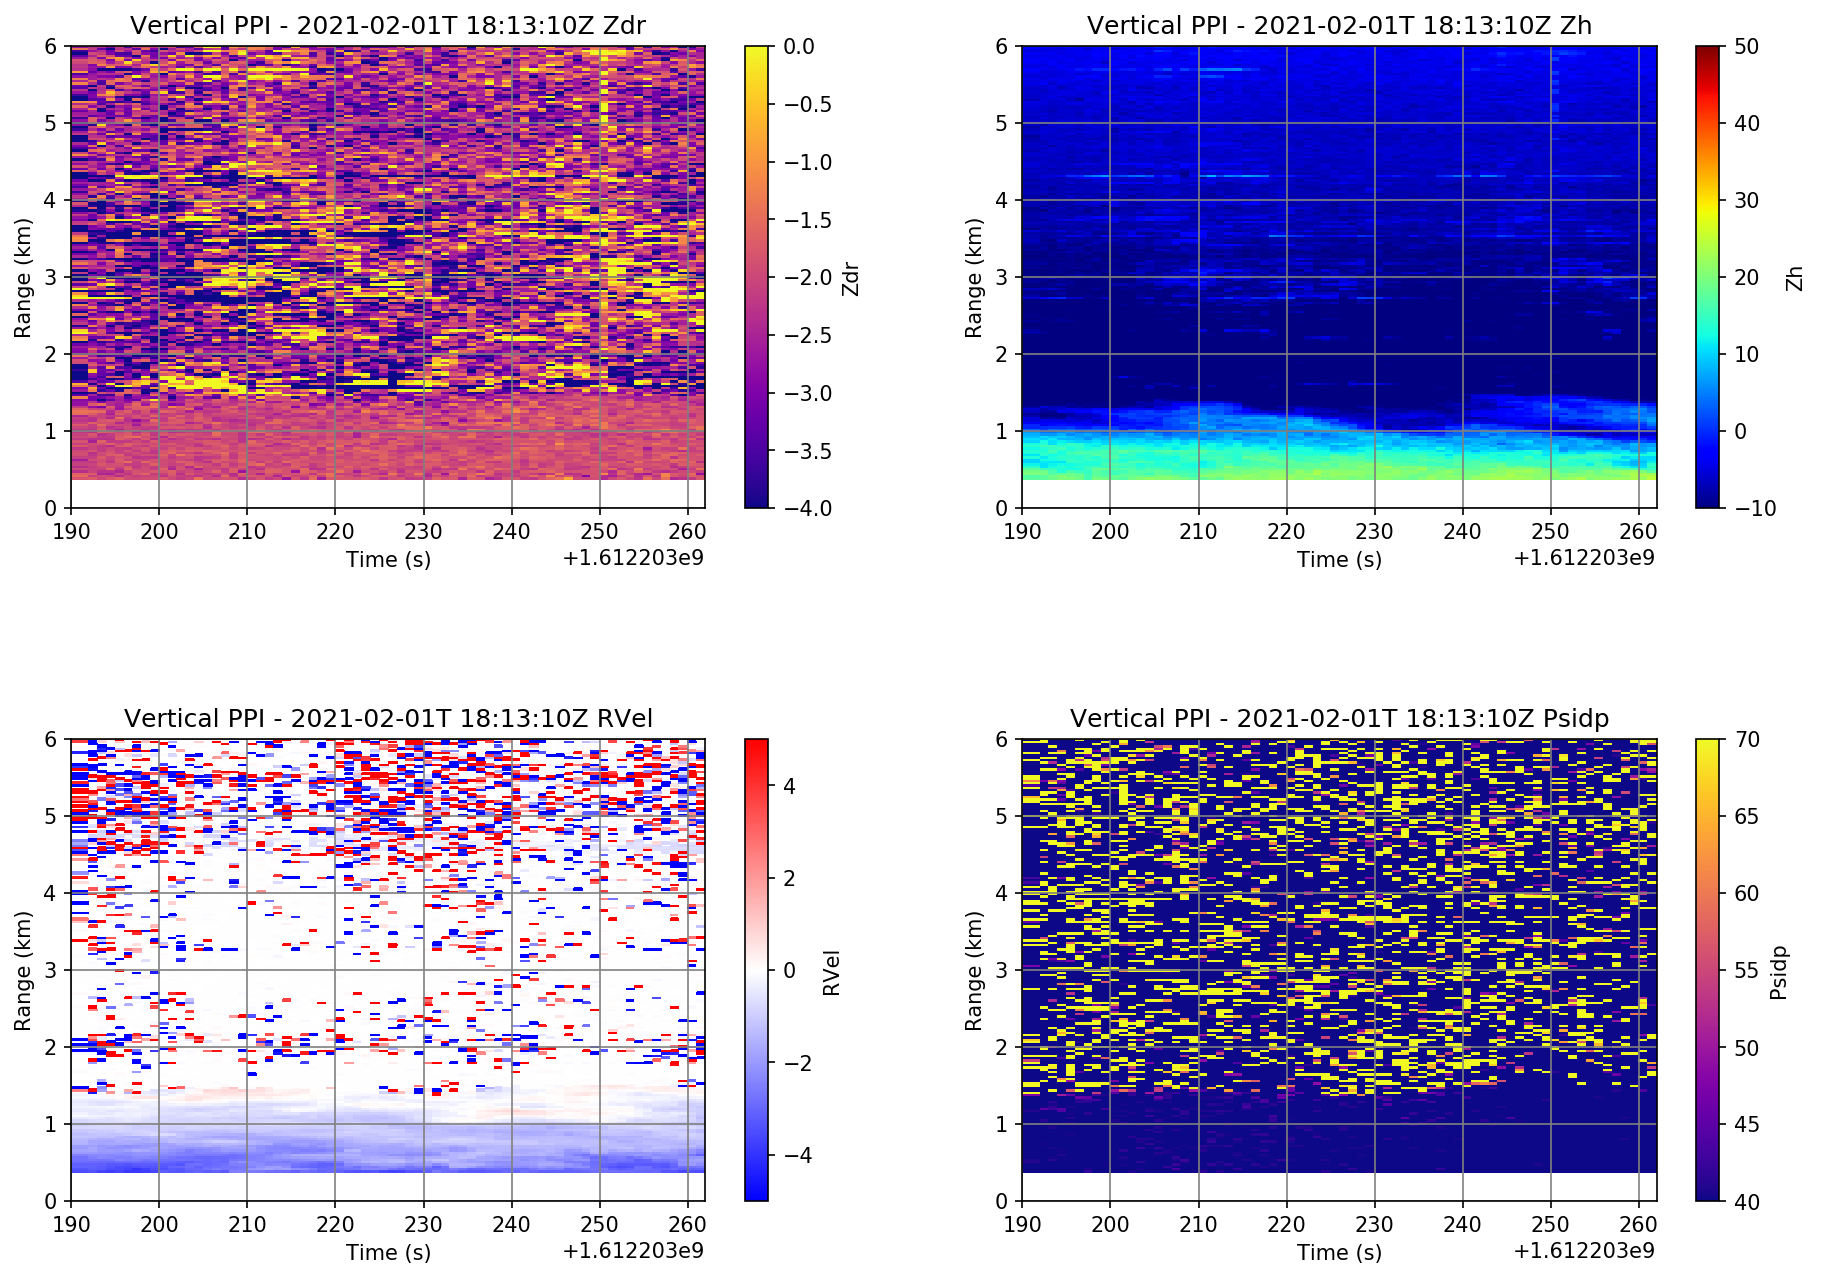 Vertical PPI - 2021-02-01T 18:13:10Z Zdr
6
5
4
3
2
1
0
Range (km)
190 200 210 220 230 240 250 260
Time (s)
+1.612203e9
0.0
−0.5
−1.0
−1.5
−2.0
−2.5
−3.0
−3.5
−4.0
Zdr
Vertical PPI - 2021-02-01T 18:13:10Z Zh
6
5
4
3
2
1
0
Range (km)
190 200 210 220 230 240 250 260
Time (s)
+1.612203e9
50
40
30
20
10
0
−10
Zh
Vertical PPI - 2021-02-01T 18:13:10Z RVel
6
5
4
3
2
1
0
Range (km)
190 200 210 220 230 240 250 260
Time (s)
+1.612203e9
4
2
0
−2
−4
RVel
Vertical PPI - 2021-02-01T 18:13:10Z Psidp
6
5
4
3
2
1
0
Range (km)
190 200 210 220 230 240 250 260
Time (s)
+1.612203e9
70
65
60
55
50
45
40
Psidp